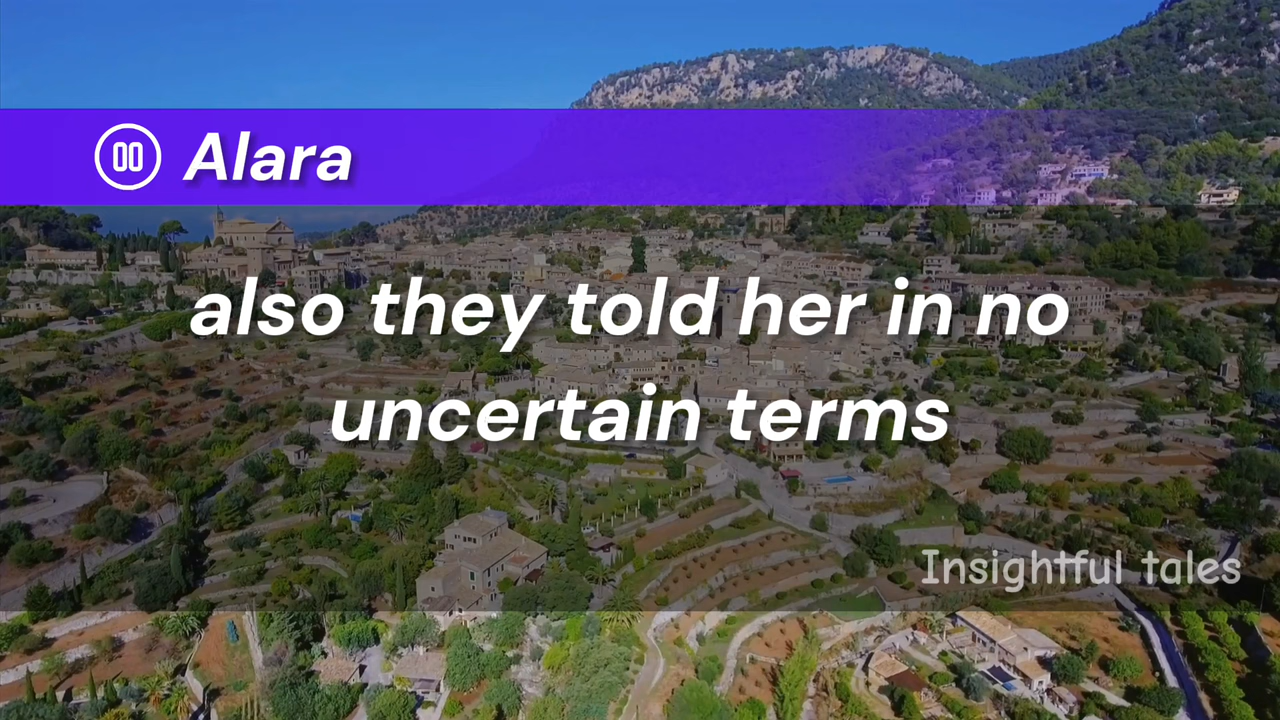 Alara
also they told her in no
uncertain terms
Insightful tales